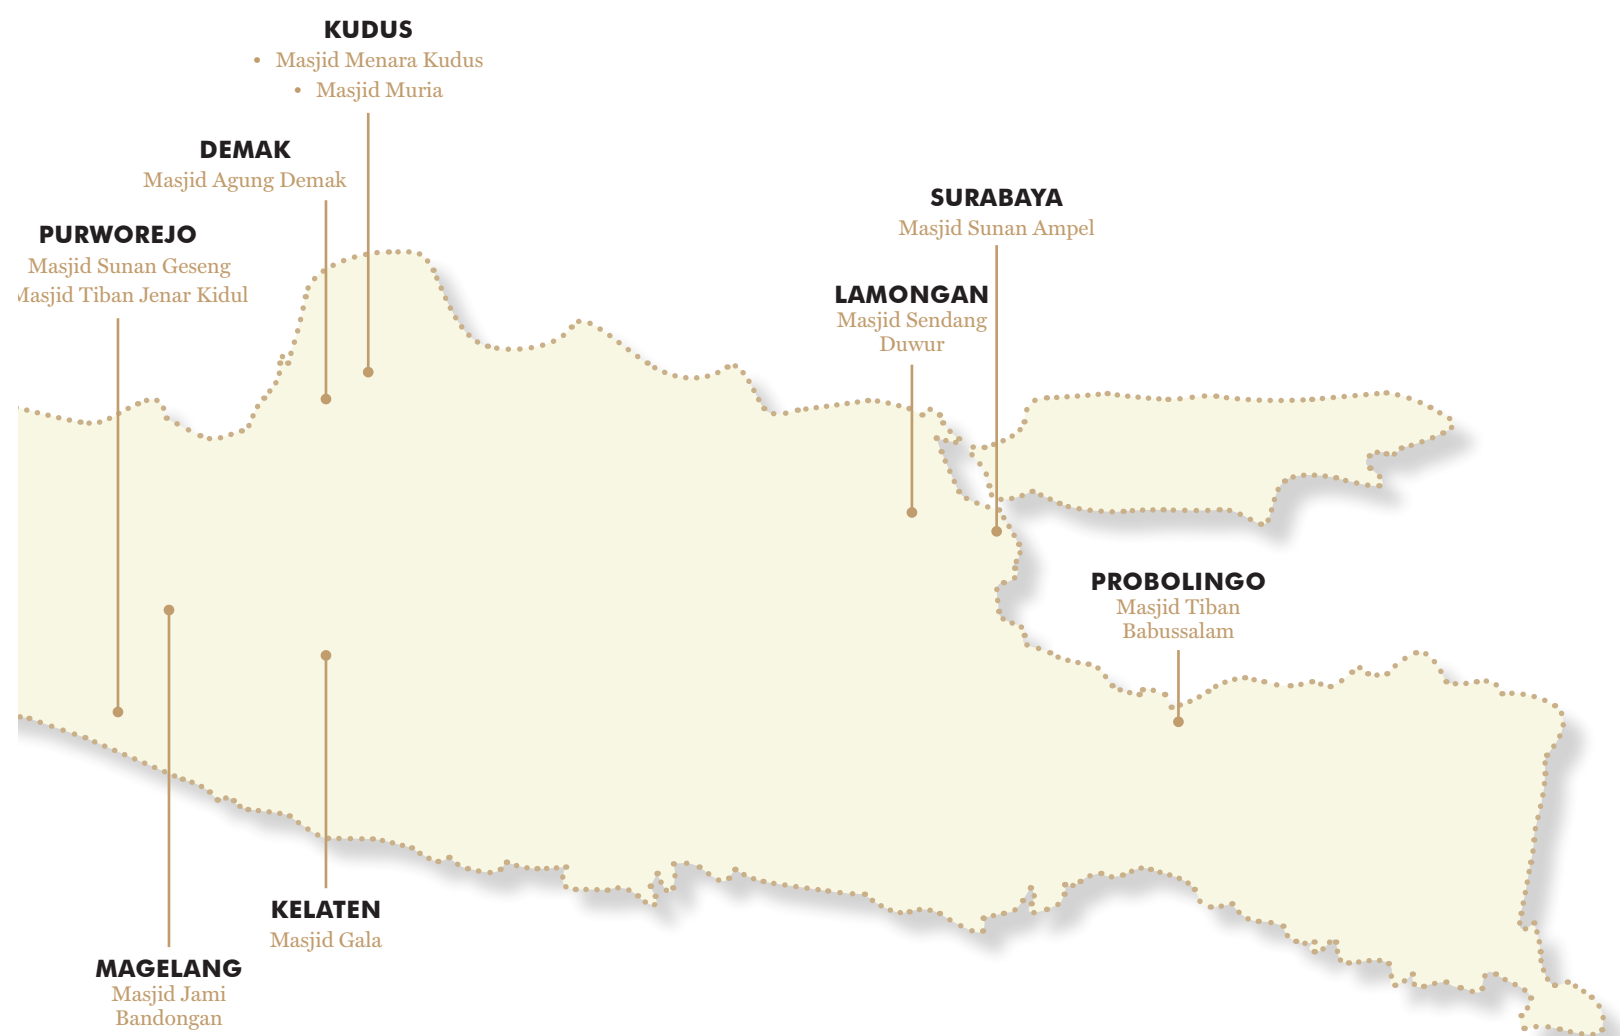 KUDUS
• Masjid Menara Kudus
• Masjid Muria
DEMAK
Masjid Agung Demak
PURWOREJO
Masjid Sunan Geseng
Masjid Tiban Jenar Kidul
SURABAYA
Masjid Sunan Ampel
LAMONGAN
Masjid Sendang
Duwur
PROBOLINGO
Masjid Tiban
Babussalam
KELATEN
Masjid Gala
MAGELANG
Masjid Jami
Bandongan